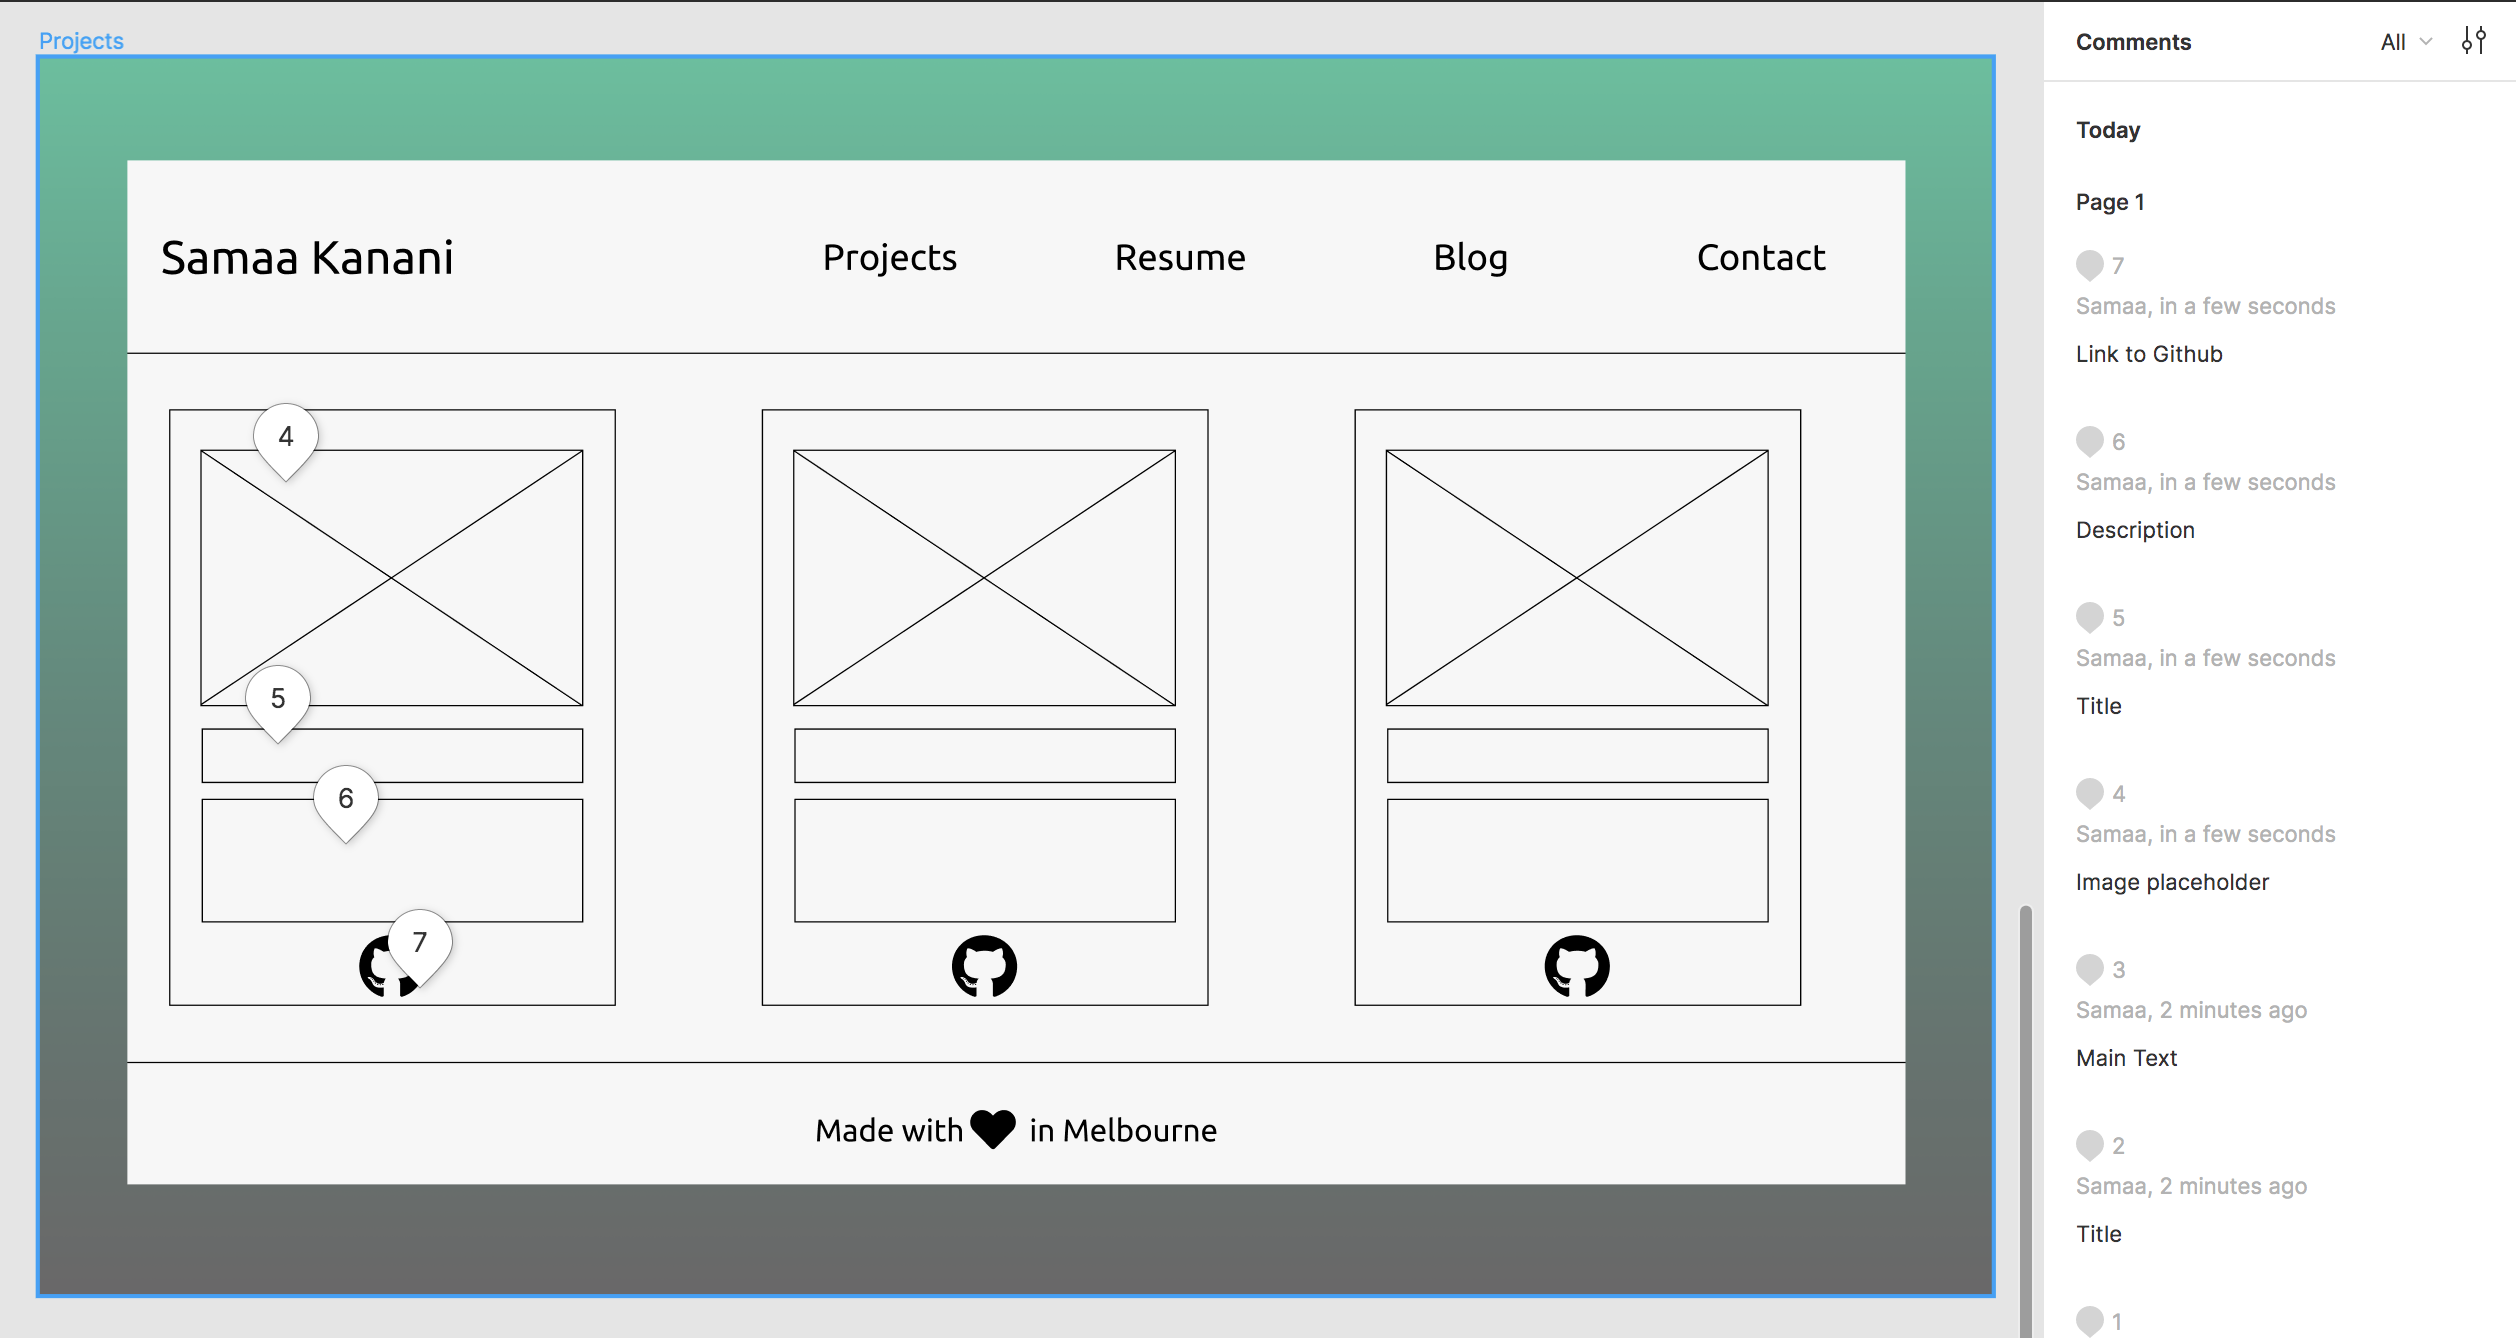 Projects
Samaa Kanani
Projects
Resume
Blog
Contact
4
5
6
7
Made with
in Melbourne
Comments
All
Today
Page 1
7
Samaa, in a few seconds
Link to Github
6
Samaa, in a few seconds
Description
5
Samaa, in a few seconds
Title
4
Samaa, in a few seconds
Image placeholder
3
Samaa, 2 minutes ago
Main Text
2
Samaa, 2 minutes ago
Title
1